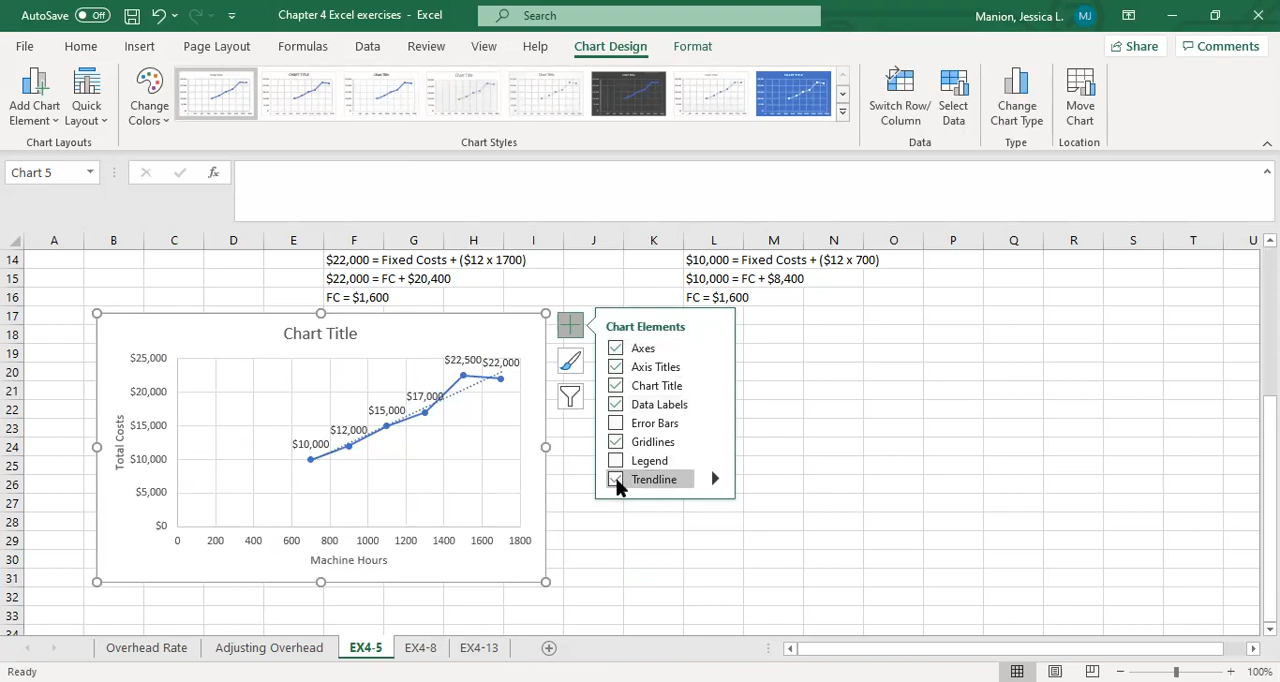 AutoSave Off Chapter 4 Excel exercises - Excel Search Manion, Jessica L. MJ
File Home Insert Page Layout Formulas Data Review View Help Chart Design Format Share Comments
Add Chart Element Quick Layout Change Colors Switch Row/ Column Select Data Change Chart Type Move Chart
Chart Layouts Chart Styles Data Type Location
Chart 5 fx
A B C D E F G H I J K L M N O P Q R S T U
14 $22,000 = Fixed Costs + ($12 x 1700) $10,000 = Fixed Costs + ($12 x 700)
15 $22,000 = FC + $20,400 $10,000 = FC + $8,400
16 FC = $1,600 FC = $1,600
17
18
19
20
21
22
23
24
25
26
27
28
29
30
31
32
33
34
Chart Title
$25,000
$20,000
$15,000
$10,000
$5,000
$0
Total Costs
$10,000 $12,000 $15,000 $17,000 $22,500 $22,000
0 200 400 600 800 1000 1200 1400 1600 1800
Machine Hours
Chart Elements
Axes
Axis Titles
Chart Title
Data Labels
Error Bars
Gridlines
Legend
Trendline
Overhead Rate Adjusting Overhead EX4-5 EX4-8 EX4-13
Ready 100%